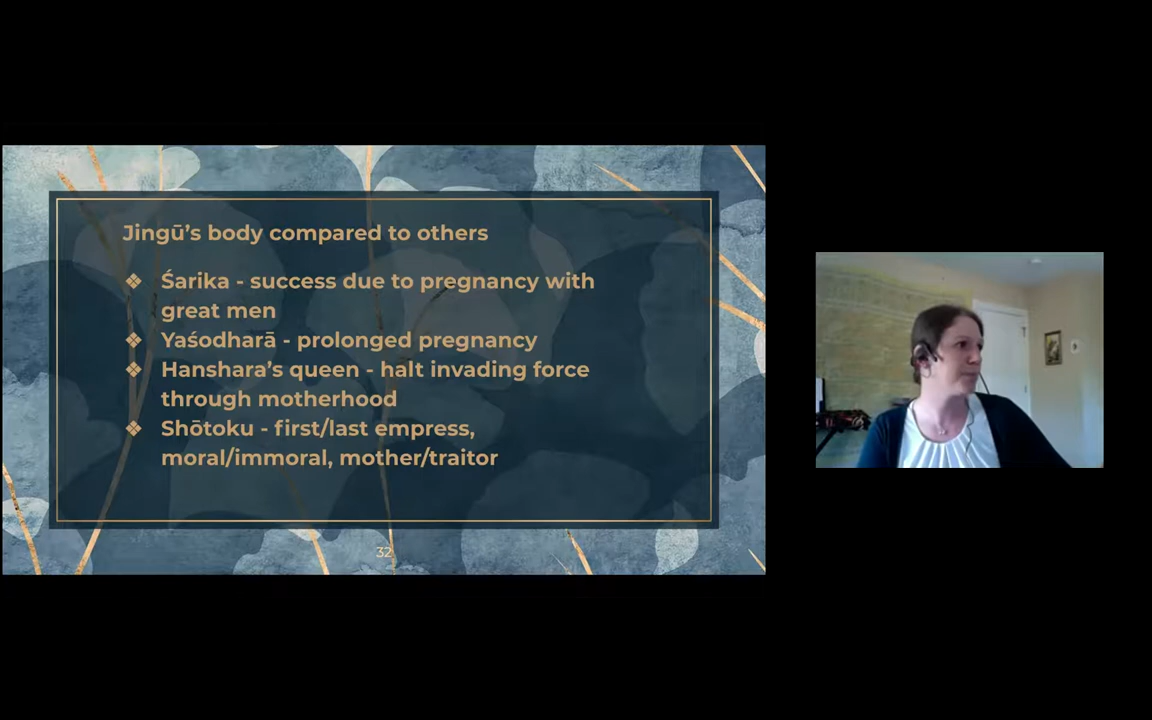 Jingū’s body compared to others
❖ Śarika - success due to pregnancy with
great men
❖ Yaśodharā - prolonged pregnancy
❖ Hanshara’s queen - halt invading force
through motherhood
❖ Shōtoku - first/last empress,
moral/immoral, mother/traitor
32